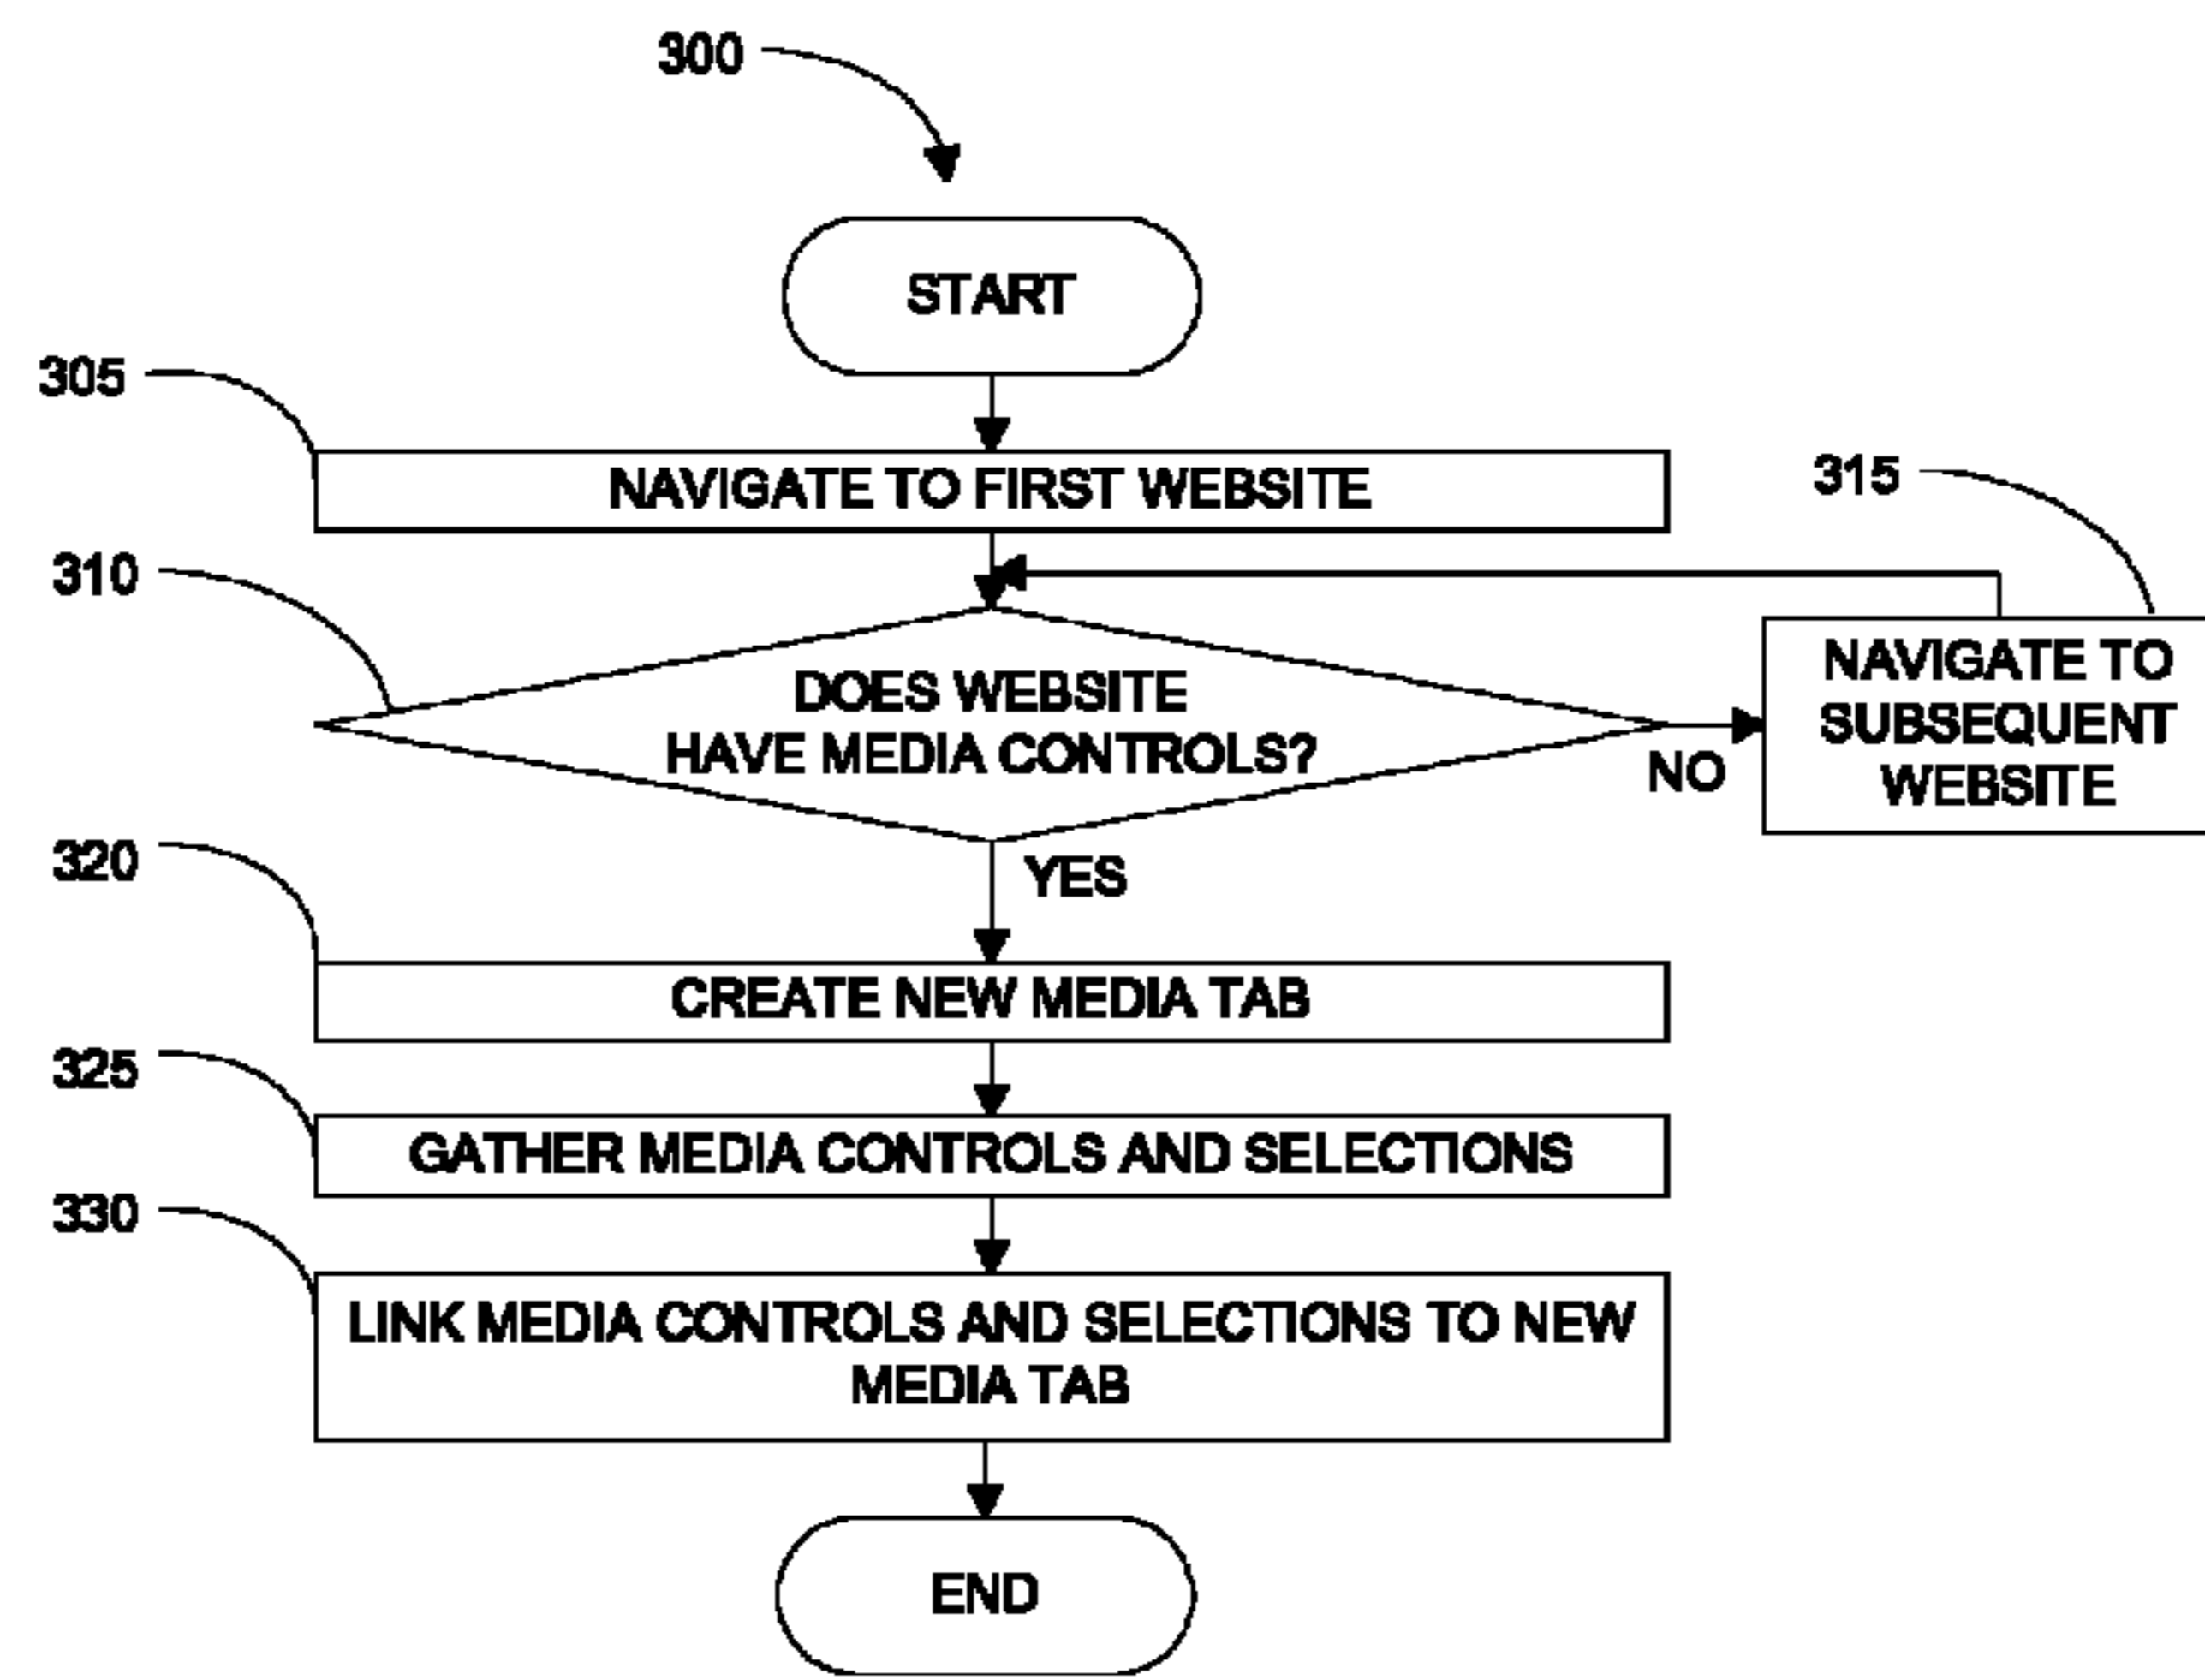 300
START
305
NAVIGATE TO FIRST WEBSITE
315
310
DOES WEBSITE
HAVE MEDIA CONTROLS?
NO
NAVIGATE TO
SUBSEQUENT
WEBSITE
YES
320
CREATE NEW MEDIA TAB
325
GATHER MEDIA CONTROLS AND SELECTIONS
330
LINK MEDIA CONTROLS AND SELECTIONS TO NEW
MEDIA TAB
END